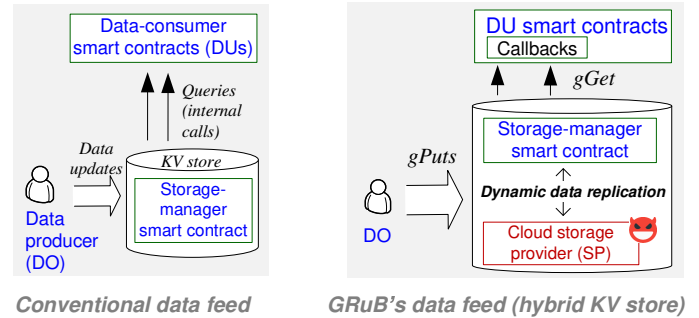 Data-consumer
smart contracts (DUs)
Queries
(internal
calls)
Data
updates
KV store
Storage-
manager
smart contract
Data
producer
(DO)
Conventional data feed
DU smart contracts
Callbacks
gGet
gPuts
Storage-manager
smart contract
Dynamic data replication
DO
Cloud storage
provider (SP)
GRuB's data feed (hybrid KV store)